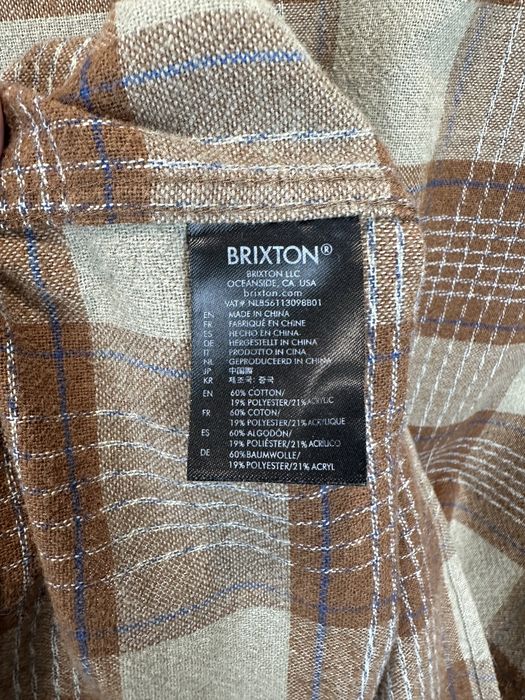 BRIXTON®
BRIXTON LLC
OCEANSIDE, CA, USA
brixton.com
VAT# NL856113098B01
EN MADE IN CHINA
FR FABRIQUÉ EN CHINE
ES HECHO EN CHINA
DE HERGESTELLT IN CHINA
IT PRODOTTO IN CINA
NL GEPRODUCEERD IN CHINA
JP 中国製
KR 제조국: 중국
EN 60% COTTON/
19% POLYESTER/21% ACRYLIC
FR 60% COTON/
19% POLYESTER/21% ACRYLIQUE
ES 60% ALGODÓN/
19% POLIÉSTER/21% ACRÍLICO
DE 60%BAUMWOLLE/
19% POLYESTER/21% ACRYL